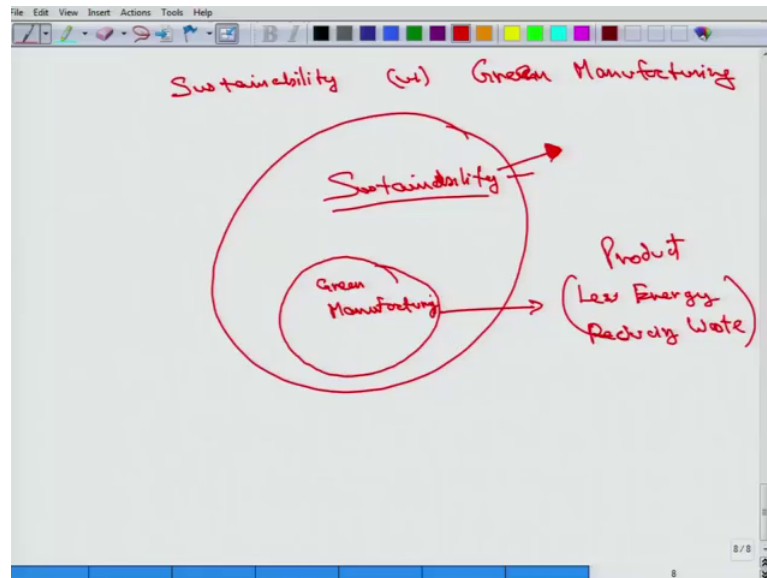 File Edit View Insert Actions Tools Help
B I
Sustainability (vs) Green Manufacturing
Sustainability
Green
Manufacturing
Product
(Less Energy
Reducing Waste)
8/8
8